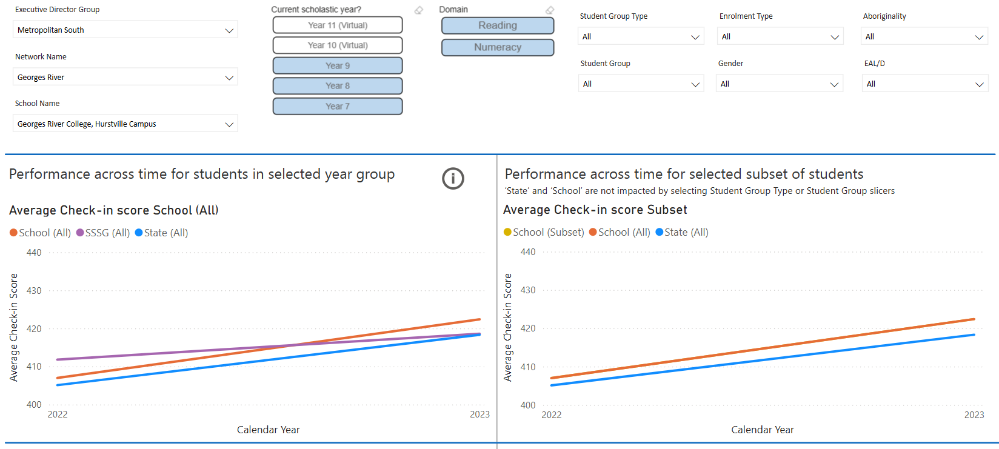 Executive Director Group
Metropolitan South
Network Name
Georges River
School Name
Georges River College, Hurstville Campus
Current scholastic year?
Year 11 (Virtual)
Year 10 (Virtual)
Year 9
Year 8
Year 7
Domain
Reading
Numeracy
Student Group Type
All
Enrolment Type
All
Aboriginality
All
Student Group
All
Gender
All
EAL/D
All
Performance across time for students in selected year group
i
Average Check-in score School (All)
School (All) SSSG (All) State (All)
Average Check-in Score
440
430
420
410
400
2022
2023
Calendar Year
Performance across time for selected subset of students
'State' and 'School' are not impacted by selecting Student Group Type or Student Group slicers
Average Check-in score Subset
School (Subset) School (All) State (All)
Average Check-in Score
440
430
420
410
400
2022
2023
Calendar Year